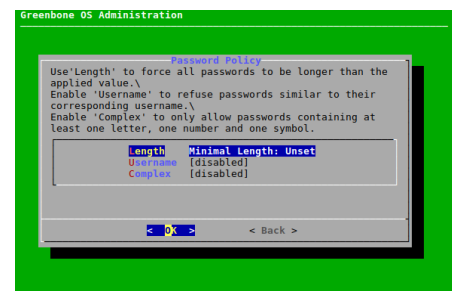 Greenbone OS Administration
Password Policy
Use'Length' to force all passwords to be longer than the
applied value.\
Enable 'Username' to refuse passwords similar to their
corresponding username.\
Enable 'Complex' to only allow passwords containing at
least one letter, one number and one symbol.
Length Minimal Length: Unset
Username [disabled]
Complex [disabled]
< OK > < Back >